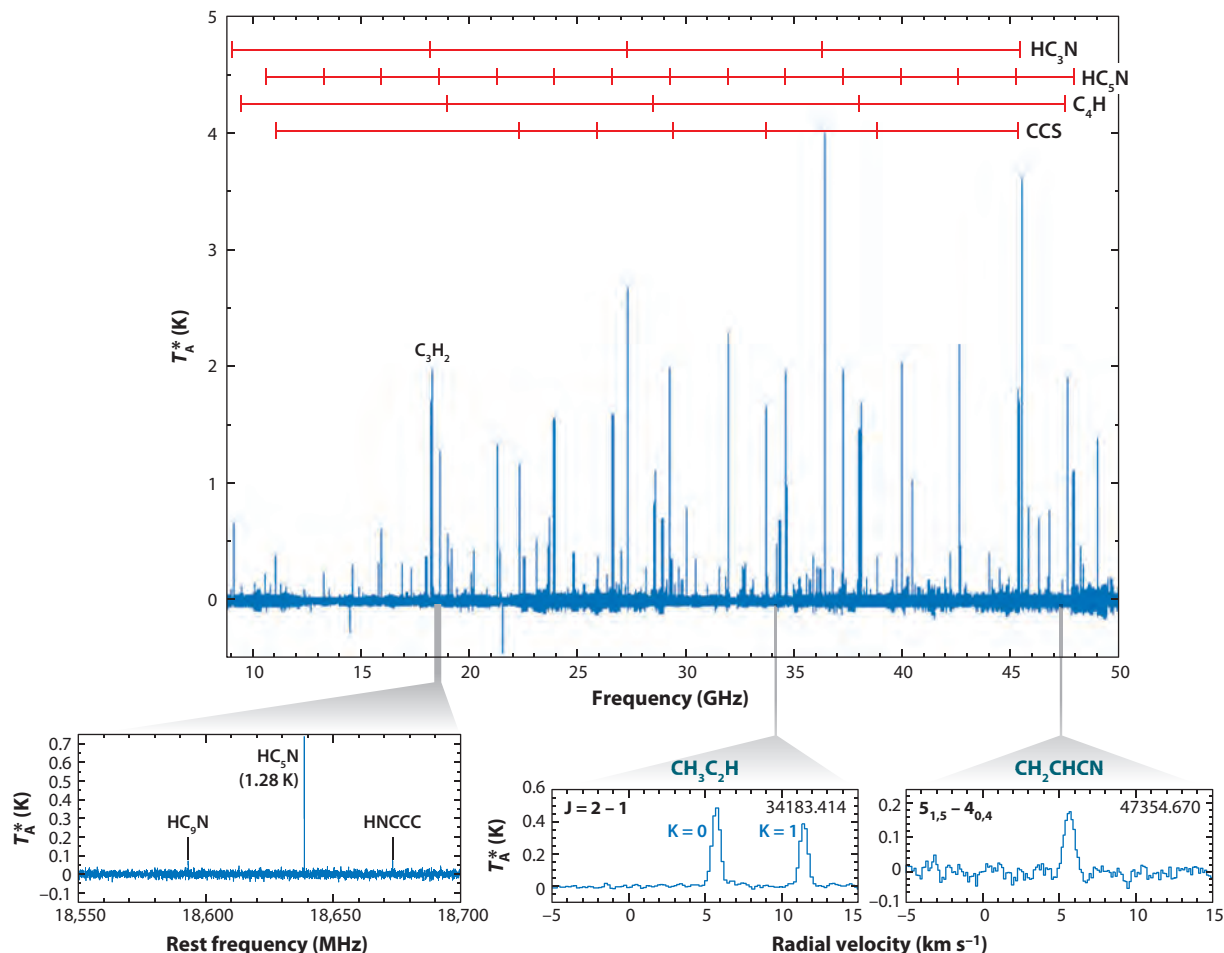 5
4
3
2
1
0
T_A^* (K)
HC₃N
HC₅N
C₄H
CCS
C₃H₂
10 15 20 25 30 35 40 45 50
Frequency (GHz)
0.7
0.6
0.5
0.4
0.3
0.2
0.1
0
–0.1
T_A^* (K)
HC₅N
(1.28 K)
HC₉N
HNCCC
18,550 18,600 18,650 18,700
Rest frequency (MHz)
CH₃C₂H
0.6
0.4
0.2
0
T_A^* (K)
J = 2 – 1
34183.414
K = 0
K = 1
–5 0 5 10 15
CH₂CHCN
0.2
0.1
0
–0.1
5₁,₅ – 4₀,₄
47354.670
–5 0 5 10 15
Radial velocity (km s⁻¹)